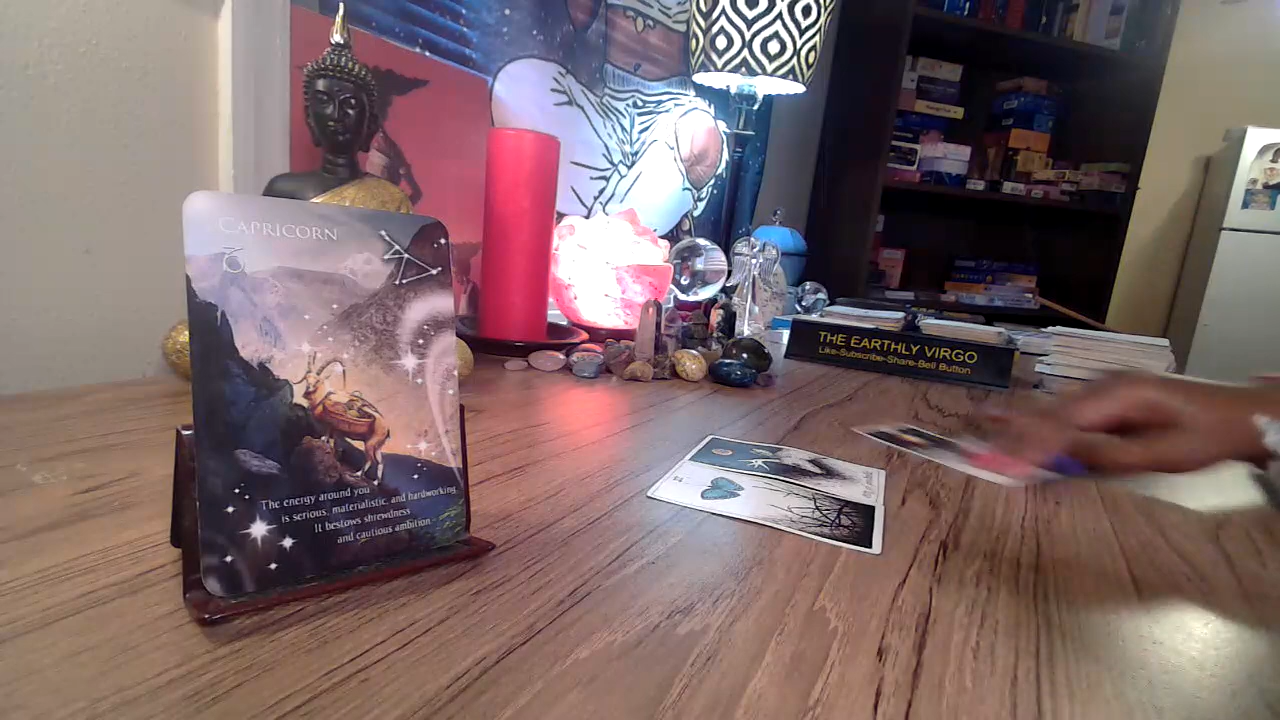 CAPRICORN
The energy around you
is serious, materialistic, and hardworking
It bestows shrewdness
and cautious ambition
THE EARTHLY VIRGO
Like-Subscribe-Share-Bell Button